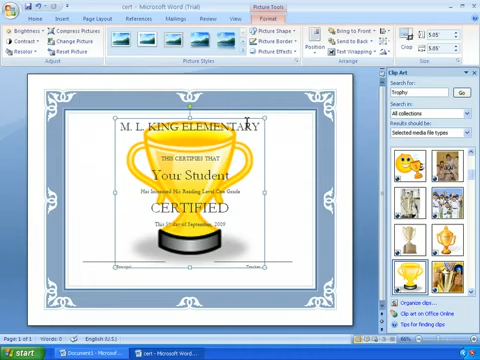 cert - Microsoft Word (Trial)
Picture Tools
Home
Insert
Page Layout
References
Mailings
Review
View
Format
Brightness
Compress Pictures
Contrast
Change Picture
Recolor
Reset Picture
Picture Shape
Picture Border
Picture Effects
Position
Bring to Front
Send to Back
Text Wrapping
Crop
5.05"
5.05"
Adjust
Picture Styles
Arrange
Size
M. L. KING ELEMENTARY
THIS CERTIFIES THAT
Your Student
Has Increased His Reading Level One Grade
CERTIFIED
of September, 2009
Principal
Teacher
Clip Art
Search for:
Trophy
Go
Search in:
All collections
Results should be:
Selected media file types
Organize clips...
Clip art on Office Online
Tips for finding clips
Page: 1 of 1
Words: 0
English (U.S.)
start
Document1 - Microsof...
cert - Microsoft Word...